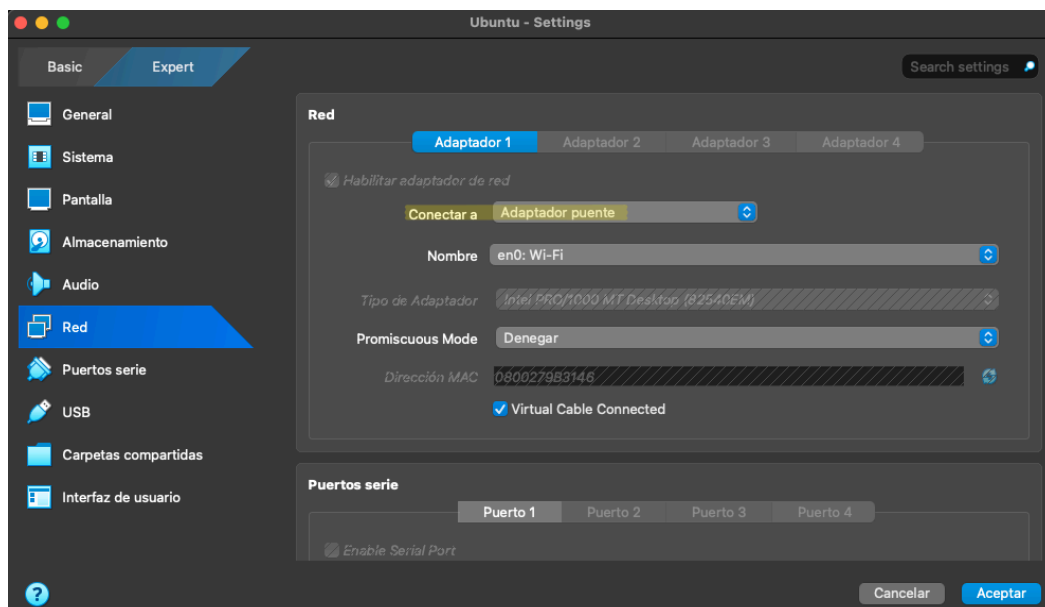 Ubuntu - Settings
Basic
Expert
Search settings
General
Sistema
Pantalla
Almacenamiento
Audio
Red
Puertos serie
USB
Carpetas compartidas
Interfaz de usuario
Red
Adaptador 1
Adaptador 2
Adaptador 3
Adaptador 4
Habilitar adaptador de red
Conectar a Adaptador puente
Nombre en0: Wi-Fi
Tipo de Adaptador Intel PRO/1000 MT Desktop (82540EM)
Promiscuous Mode Denegar
Dirección MAC 0800279B3146
Virtual Cable Connected
Puertos serie
Puerto 1
Puerto 2
Puerto 3
Puerto 4
Enable Serial Port
?
Cancelar
Aceptar